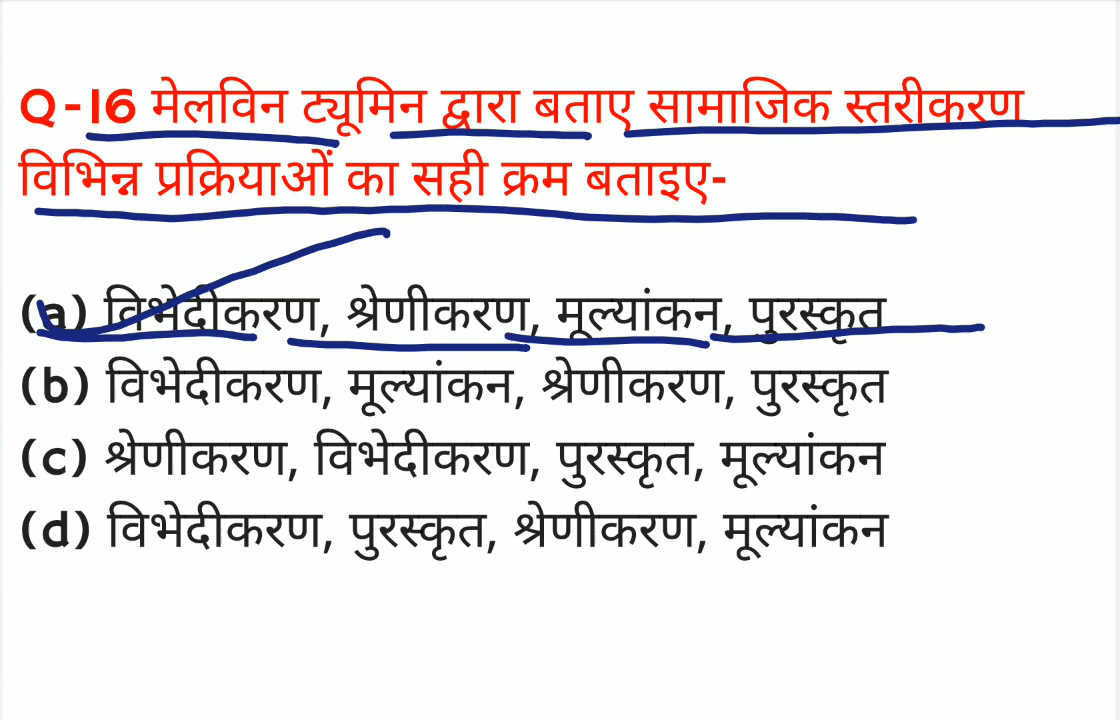 Q-16 मेलविन ट्यूमिन द्वारा बताए सामाजिक स्तरीकरण
विभिन्न प्रक्रियाओं का सही क्रम बताइए-
(a) विभेदीकरण, श्रेणीकरण, मूल्यांकन, पुरस्कृत
(b) विभेदीकरण, मूल्यांकन, श्रेणीकरण, पुरस्कृत
(c) श्रेणीकरण, विभेदीकरण, पुरस्कृत, मूल्यांकन
(d) विभेदीकरण, पुरस्कृत, श्रेणीकरण, मूल्यांकन